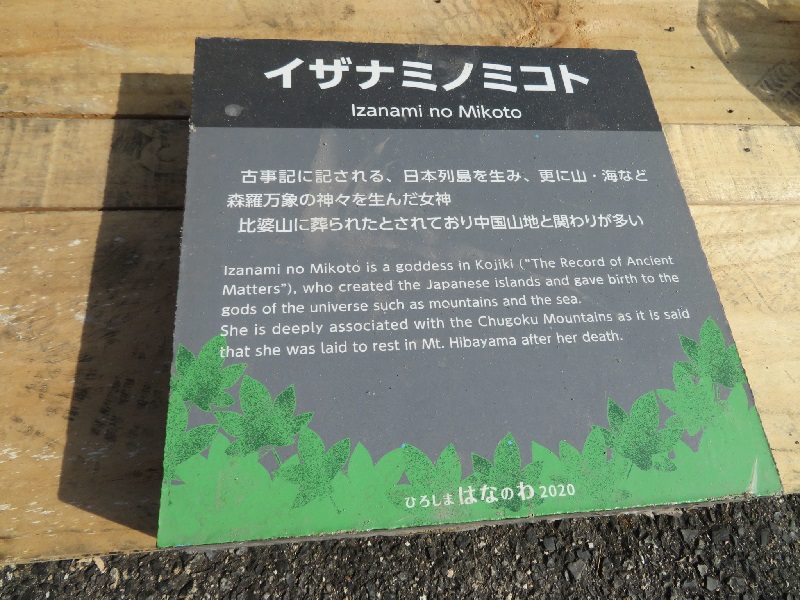 イザナミノミコト
Izanami no Mikoto
古事記に記される、日本列島を生み、更に山・海など
森羅万象の神々を生んだ女神
比婆山に葬られたとされており中国山地と関わりが多い
Izanami no Mikoto is a goddess in Kojiki ("The Record of Ancient
Matters"), who created the Japanese islands and gave birth to the
gods of the universe such as mountains and the sea.
She is deeply associated with the Chugoku Mountains as it is said
that she was laid to rest in Mt. Hibayama after her death.
ひろしま はなのわ 2020